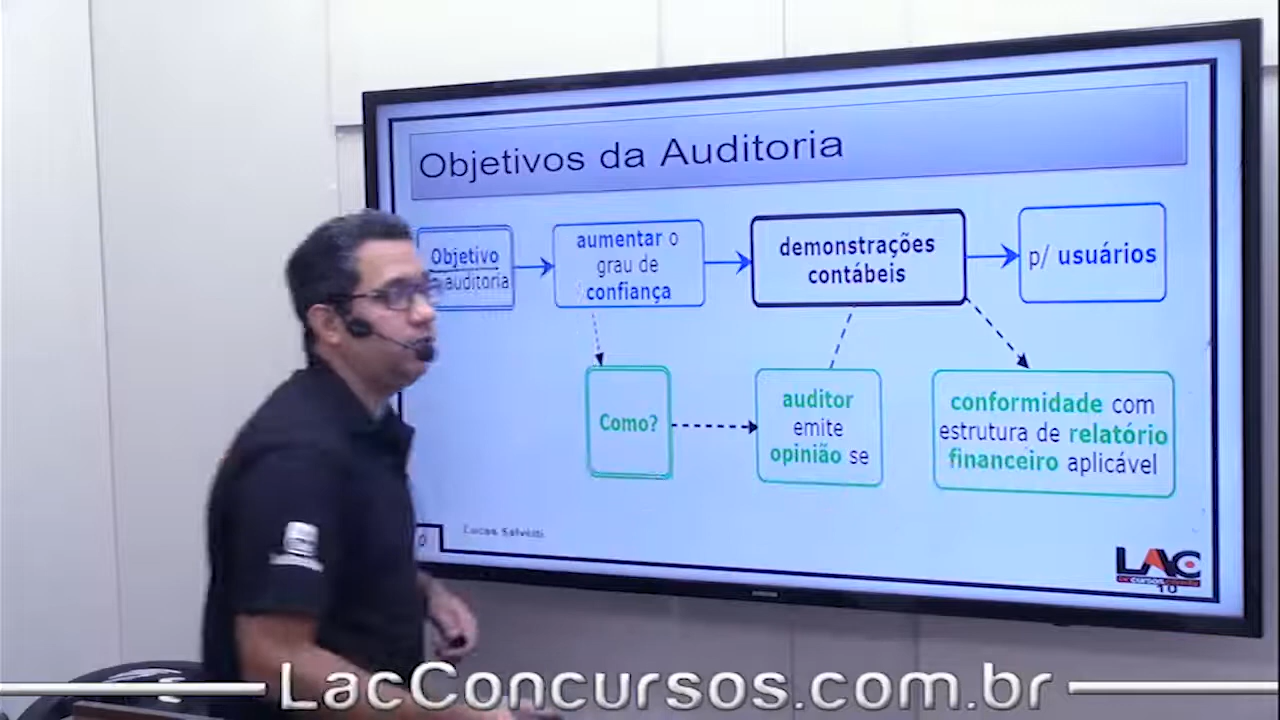 Objetivos da Auditoria
Objetivo
auditoria
aumentar o
grau de
confiança
demonstrações
contábeis
p/ usuários
Como?
auditor
emite
opinião se
conformidade com
estrutura de relatório
financeiro aplicável
Lucas Salvetti
LAC
10
LacConcursos.com.br